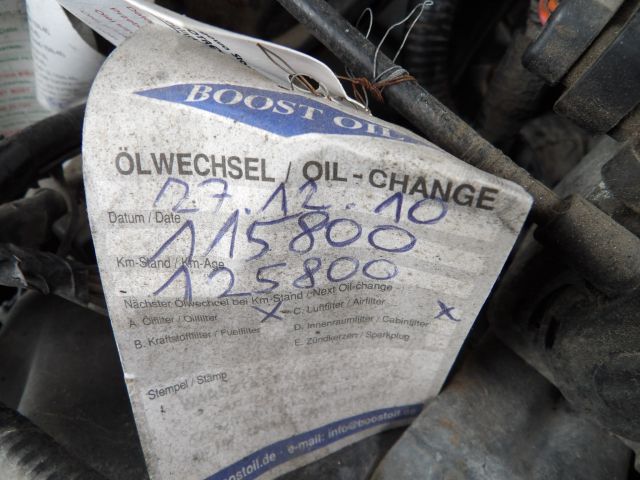 BOOST OIL
ÖLWECHSEL / OIL-CHANGE
27.12.10
Datum / Date
115800
Km-Stand / Km-Age
125800
Nächster Ölwechsel bei Km-Stand / Next Oil-change
A. Ölfilter / Oilfilter x C. Luftfilter / Airfilter x
B. Kraftstoffilter / Fuelfilter D. Innenraumfilter / Cabinfilter
E. Zündkerzen / Sparkplug
Stempel / Stamp
boostoil.de - e-mail: info@boostoil.de